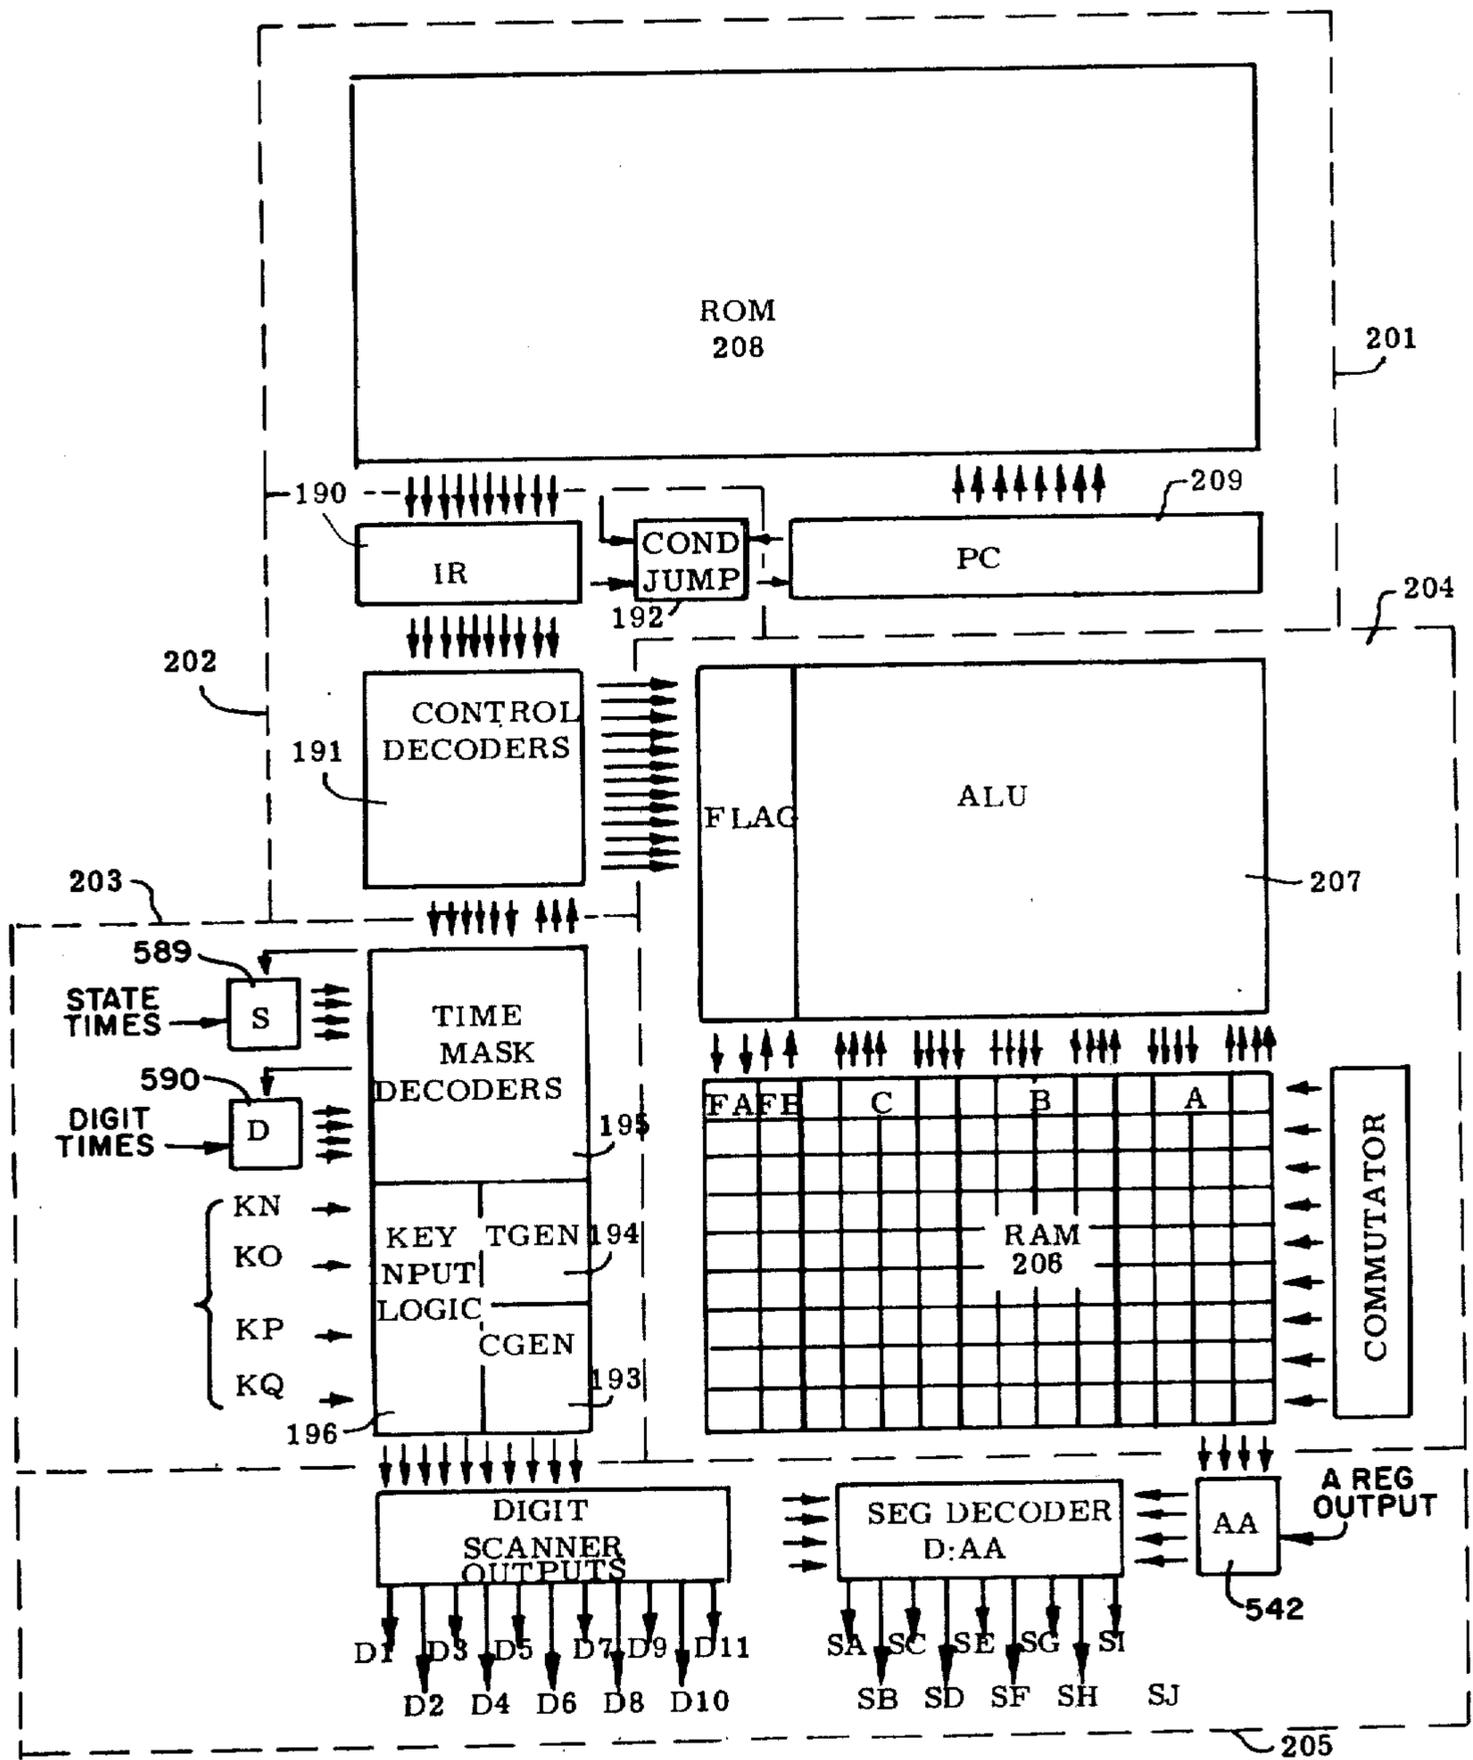 ROM
208
201
190
209
IR
COND
JUMP
PC
192
204
202
CONTROL
DECODERS
191
FLAG
ALU
207
203
589
STATE
TIMES
S
TIME
MASK
DECODERS
590
DIGIT
TIMES
D
195
FA FB C B A
COMMUTATOR
KN
KO
KP
KQ
KEY
INPUT
LOGIC
TGEN
194
CGEN
193
196
RAM
206
DIGIT
SCANNER
OUTPUTS
SEG DECODER
D:AA
AA
A REG
OUTPUT
542
D1 D3 D5 D7 D9 D11
D2 D4 D6 D8 D10
SA SC SE SG SI
SB SD SF SH SJ
205